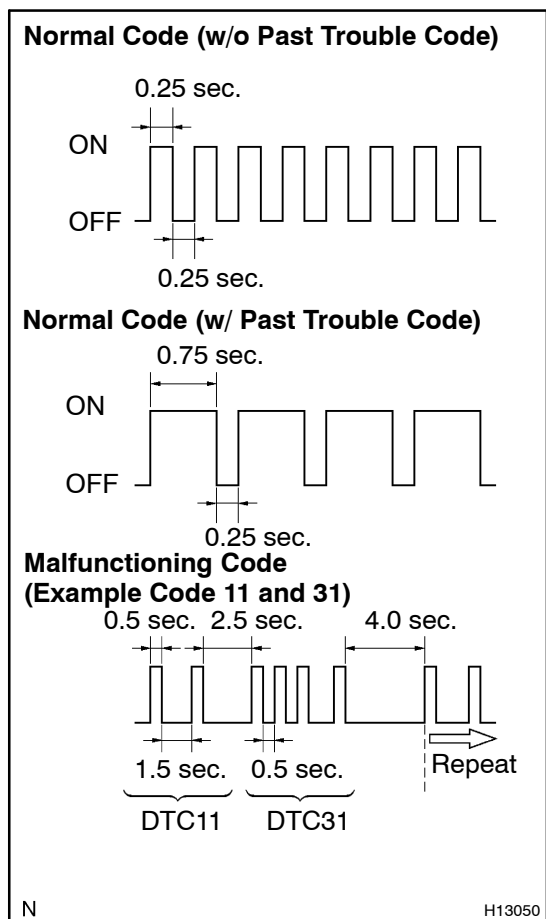 Normal Code (w/o Past Trouble Code)
0.25 sec.
ON
OFF
0.25 sec.
Normal Code (w/ Past Trouble Code)
0.75 sec.
ON
OFF
0.25 sec.
Malfunctioning Code
(Example Code 11 and 31)
0.5 sec. 2.5 sec. 4.0 sec.
1.5 sec. 0.5 sec. Repeat
DTC11 DTC31
N H13050